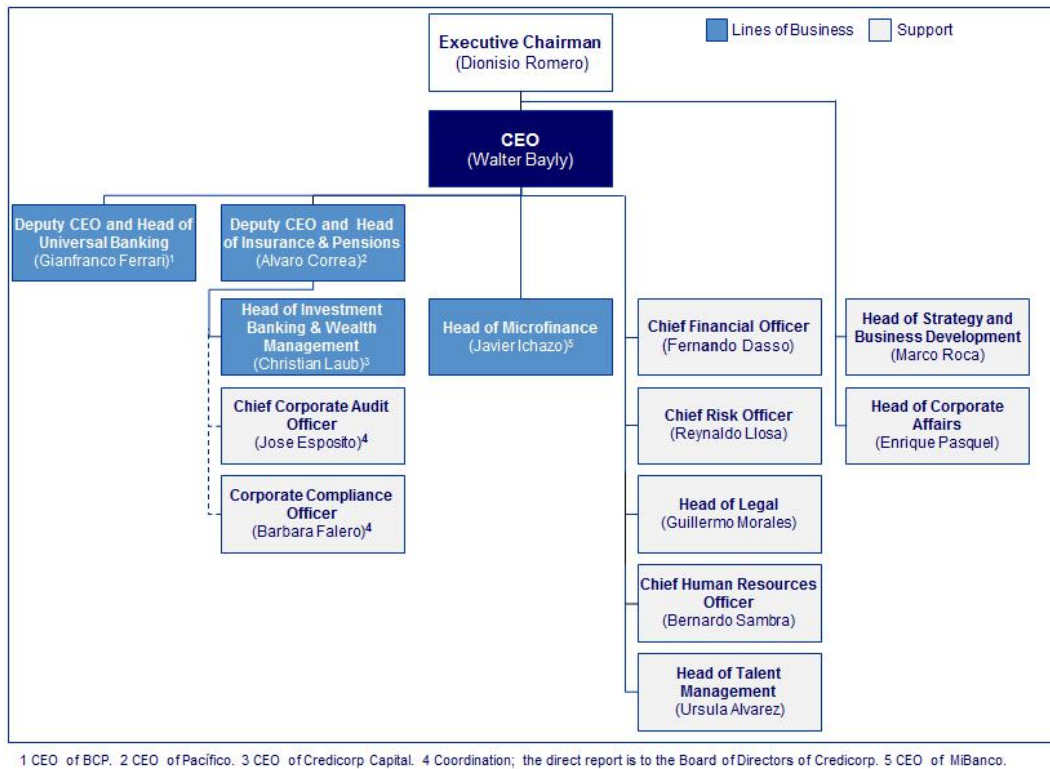 Executive Chairman
(Dionisio Romero)
Lines of Business
Support
CEO
(Walter Bayly)
Deputy CEO and Head of
Universal Banking
(Gianfranco Ferrari)¹
Deputy CEO and Head
of Insurance & Pensions
(Alvaro Correa)²
Head of Investment
Banking & Wealth
Management
(Christian Laub)³
Head of Microfinance
(Javier Ichazo)⁵
Chief Financial Officer
(Fernando Dasso)
Head of Strategy and
Business Development
(Marco Roca)
Chief Corporate Audit
Officer
(Jose Esposito)⁴
Chief Risk Officer
(Reynaldo Llosa)
Head of Corporate
Affairs
(Enrique Pasquel)
Corporate Compliance
Officer
(Barbara Falero)⁴
Head of Legal
(Guillermo Morales)
Chief Human Resources
Officer
(Bernardo Sambra)
Head of Talent
Management
(Ursula Alvarez)
1 CEO of BCP. 2 CEO of Pacífico. 3 CEO of Credicorp Capital. 4 Coordination; the direct report is to the Board of Directors of Credicorp. 5 CEO of MiBanco.